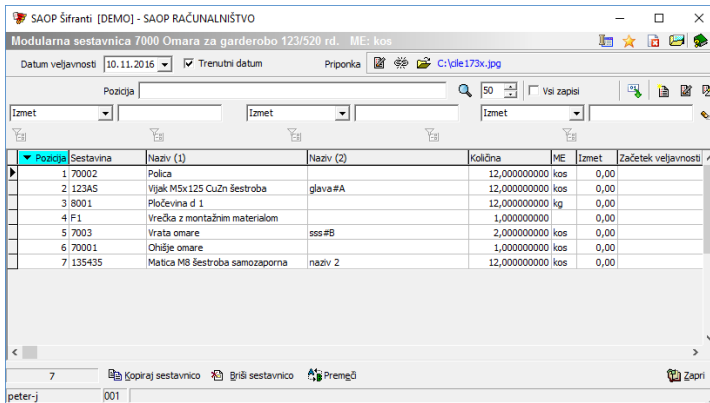 SAOP Šifranti [DEMO] - SAOP RAČUNALNIŠTVO
Modularna sestavnica 7000 Omara za garderobo 123/520 rd. ME: kos
Datum veljavnosti 10.11.2016 Trenutni datum Priponka C:\dile173x.jpg
Pozicija 50 Vsi zapisi
Izmet Izmet Izmet
Pozicija Sestavina Naziv (1) Naziv (2) Količina ME Izmet Začetek veljavnosti
1 70002 Polica 12,000000000 kos 0,00
2 123AS Vijak M5x125 CuZn šestroba glava#A 12,000000000 kos 0,00
3 8001 Pločevina d 1 12,000000000 kg 0,00
4 F1 Vrečka z montažnim materialom 1,000000000 0,00
5 7003 Vrata omare sss#B 2,000000000 kos 0,00
6 70001 Ohišje omare 1,000000000 kos 0,00
7 135435 Matica M8 šestroba samozaporna naziv 2 12,000000000 kos 0,00
7 Kopiraj sestavnico Briši sestavnico Premeči Zapri
peter-j 001